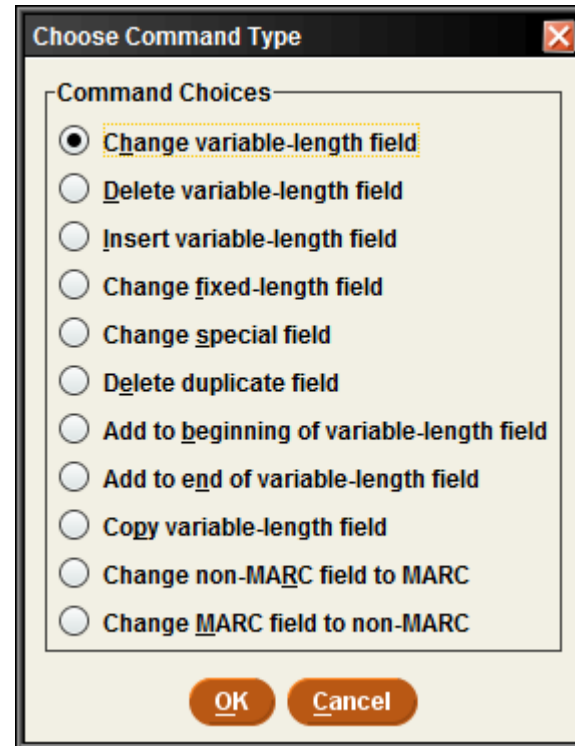 Choose Command Type
Command Choices
Change variable-length field
Delete variable-length field
Insert variable-length field
Change fixed-length field
Change special field
Delete duplicate field
Add to beginning of variable-length field
Add to end of variable-length field
Copy variable-length field
Change non-MARC field to MARC
Change MARC field to non-MARC
OK Cancel